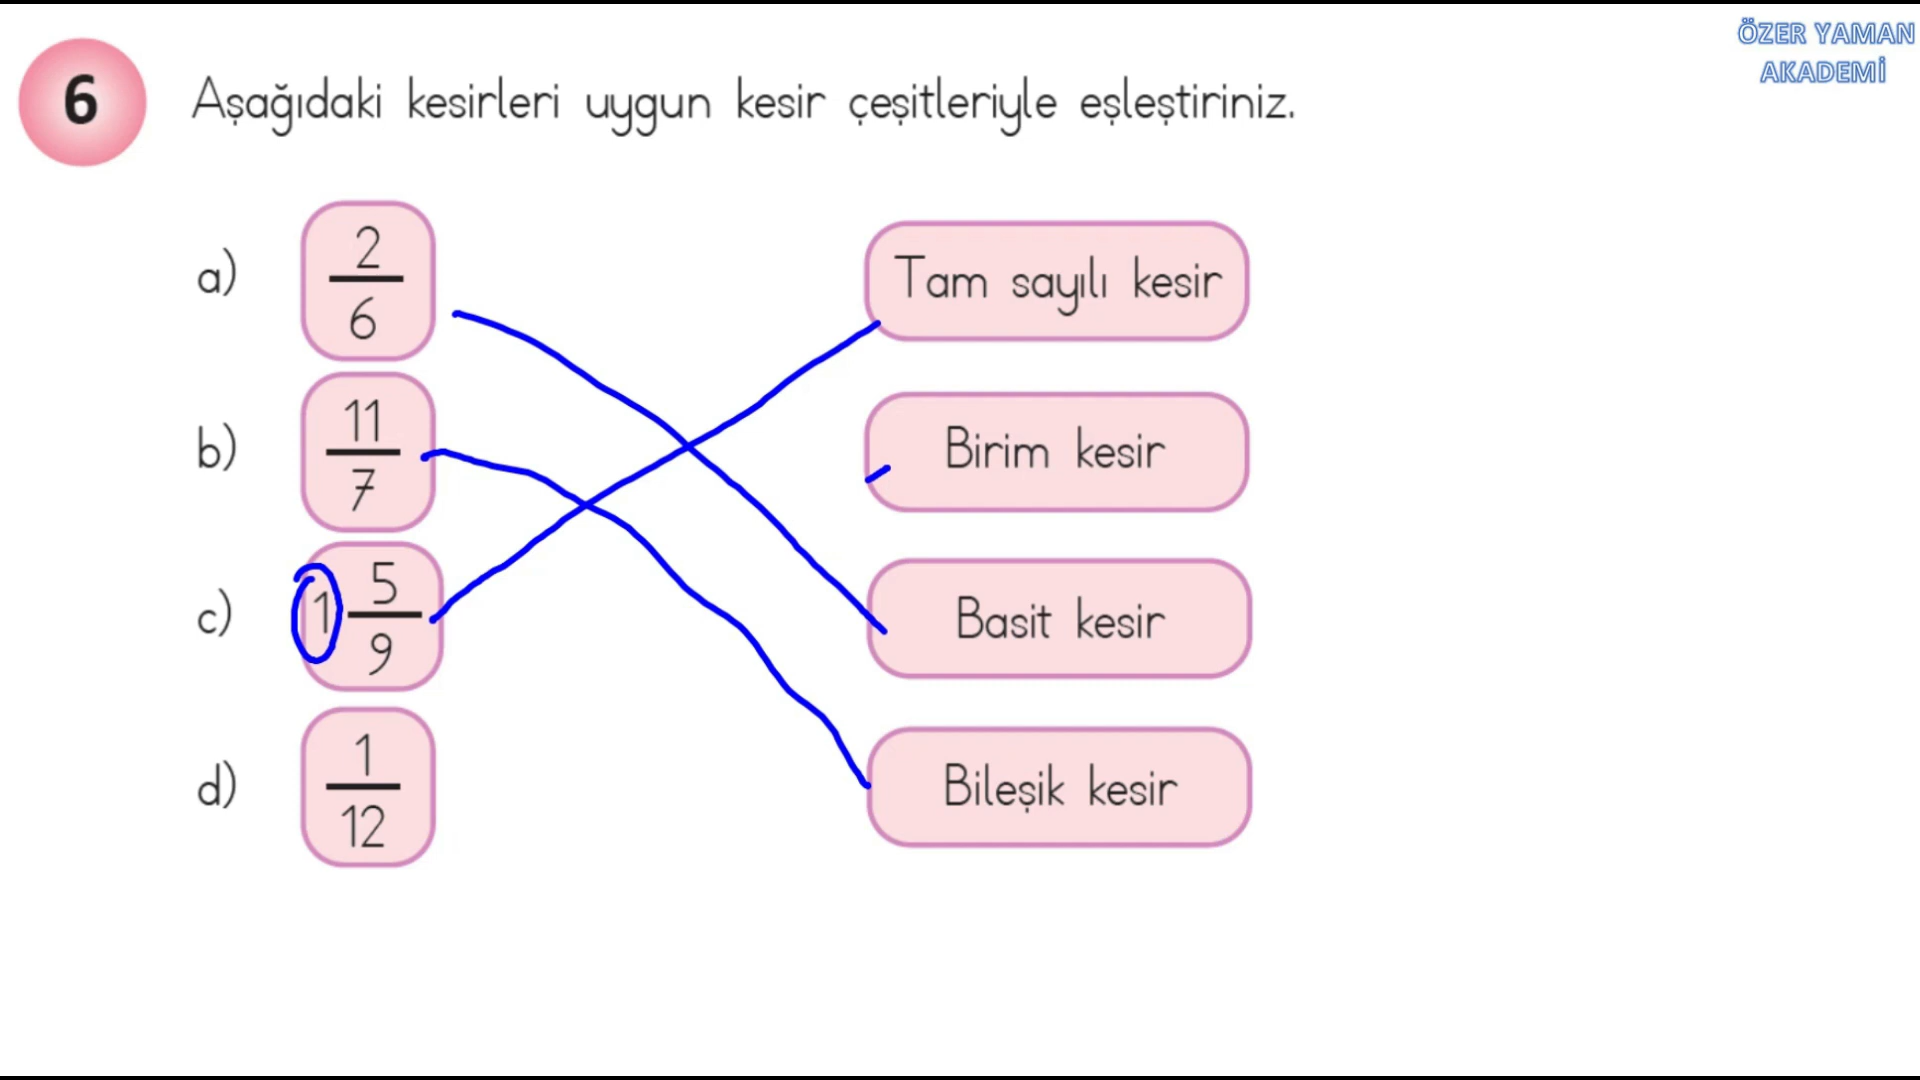 ÖZER YAMAN
AKADEMİ
6 Aşağıdaki kesirleri uygun kesir çeşitleriyle eşleştiriniz.
a) 2/6 Tam sayılı kesir
b) 11/7 Birim kesir
c) 1 5/9 Basit kesir
d) 1/12 Bileşik kesir